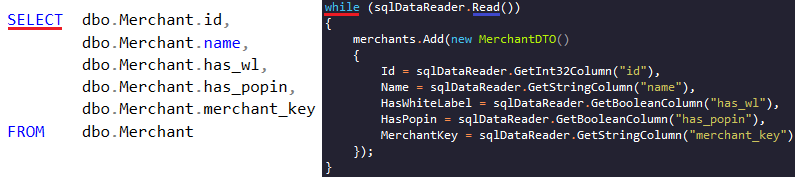 SELECT dbo.Merchant.id,
dbo.Merchant.name,
dbo.Merchant.has_wl,
dbo.Merchant.has_popin,
dbo.Merchant.merchant_key
FROM dbo.Merchant
while (sqlDataReader.Read())
{
merchants.Add(new MerchantDTO()
{
Id = sqlDataReader.GetInt32Column("id"),
Name = sqlDataReader.GetStringColumn("name"),
HasWhiteLabel = sqlDataReader.GetBooleanColumn("has_wl"),
HasPopin = sqlDataReader.GetBooleanColumn("has_popin"),
MerchantKey = sqlDataReader.GetStringColumn("merchant_key")
});
}